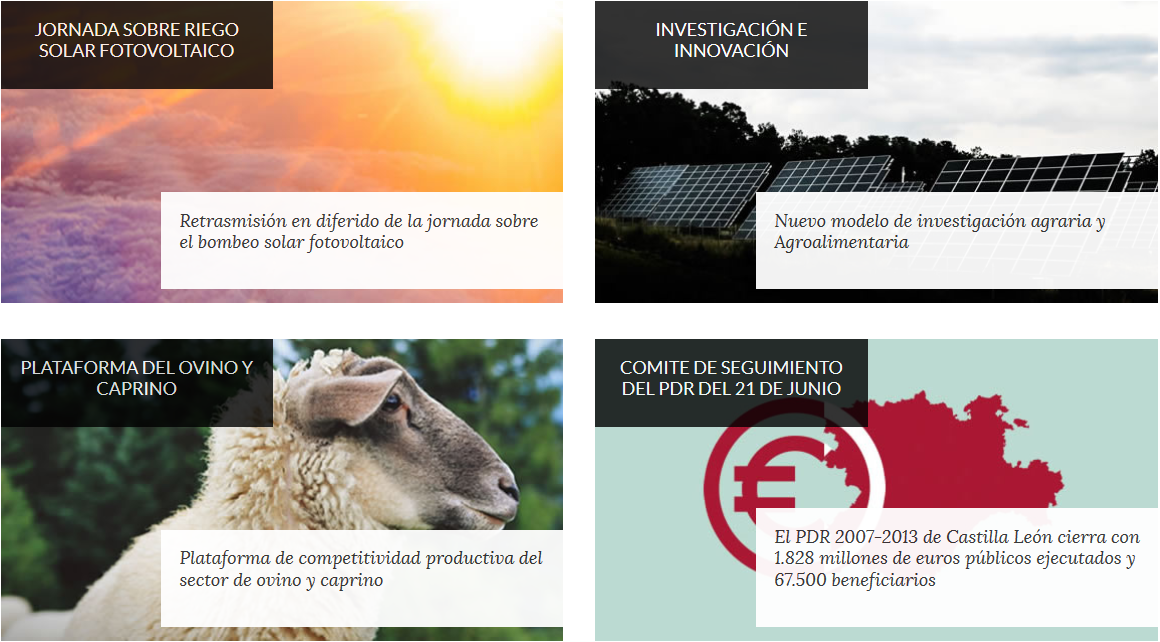 JORNADA SOBRE RIEGO
SOLAR FOTOVOLTAICO
Retrasmisión en diferido de la jornada sobre
el bombeo solar fotovoltaico
INVESTIGACIÓN E
INNOVACIÓN
Nuevo modelo de investigación agraria y
Agroalimentaria
PLATAFORMA DEL OVINO Y
CAPRINO
Plataforma de competitividad productiva del
sector de ovino y caprino
COMITE DE SEGUIMIENTO
DEL PDR DEL 21 DE JUNIO
El PDR 2007-2013 de Castilla León cierra con
1.828 millones de euros públicos ejecutados y
67.500 beneficiarios